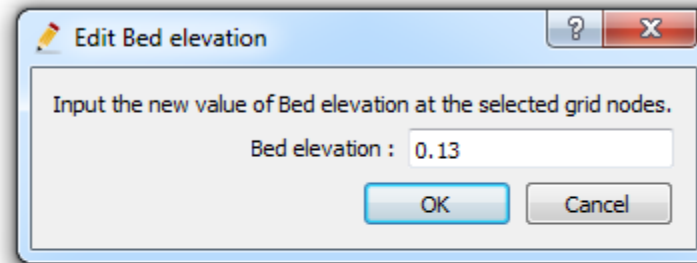 Edit Bed elevation
Input the new value of Bed elevation at the selected grid nodes.
Bed elevation : 0.13
OK Cancel